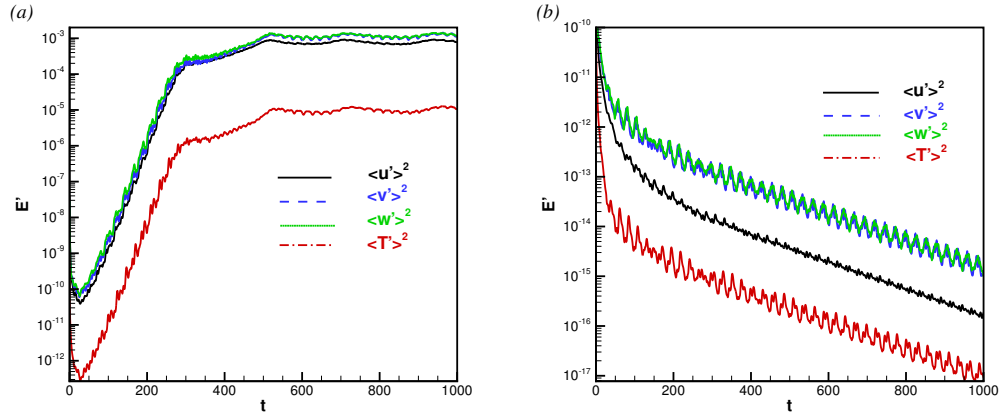 (a)
10⁻³
10⁻⁴
10⁻⁵
10⁻⁶
10⁻⁷
10⁻⁸
10⁻⁹
10⁻¹⁰
10⁻¹¹
10⁻¹²
E'
<u'>²
<v'>²
<w'>²
<T'>²
0 200 400 600 800 1000
t
(b)
10⁻¹⁰
10⁻¹¹
10⁻¹²
10⁻¹³
10⁻¹⁴
10⁻¹⁵
10⁻¹⁶
10⁻¹⁷
E'
<u'>²
<v'>²
<w'>²
<T'>²
0 200 400 600 800 1000
t